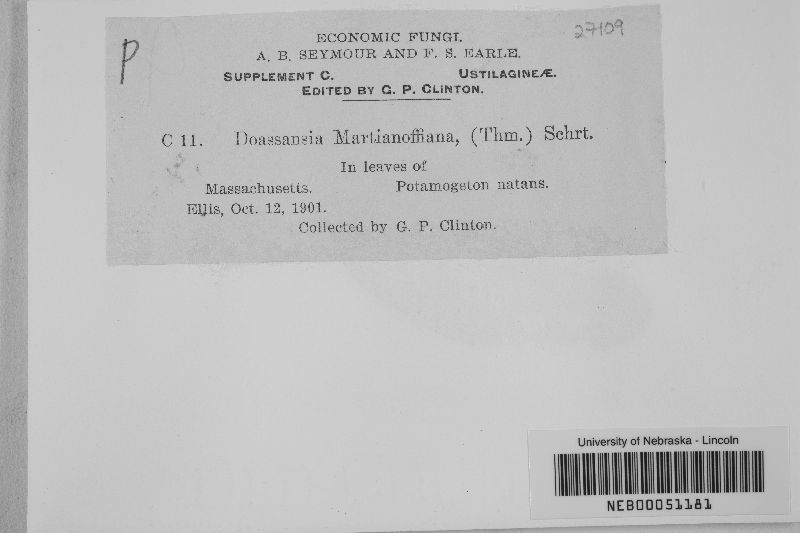 P
27109
ECONOMIC FUNGI.
A. B. SEYMOUR AND F. S. EARLE.
SUPPLEMENT C. USTILAGINEÆ.
EDITED BY G. P. CLINTON.
C 11. Doassansia Martianoffiana, (Thm.) Schrt.
In leaves of
Massachusetts. Potamogeton natans.
Ellis, Oct. 12, 1901.
Collected by G. P. Clinton.
University of Nebraska - Lincoln
NEB00051181